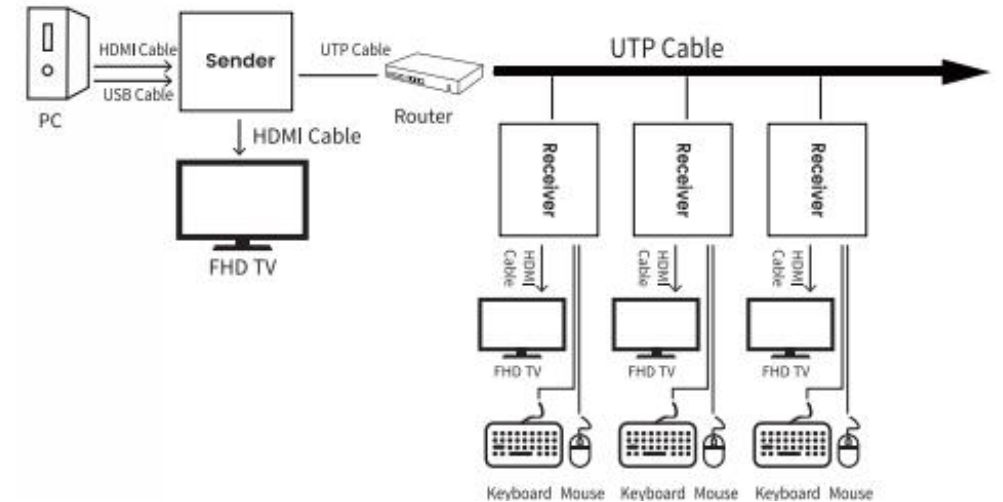 HDMI Cable
USB Cable
PC
Sender
UTP Cable
Router
UTP Cable
HDMI Cable
FHD TV
Receiver
Receiver
Receiver
HDMI
Cable
HDMI
Cable
HDMI
Cable
FHD TV
FHD TV
FHD TV
Keyboard Mouse
Keyboard Mouse
Keyboard Mouse